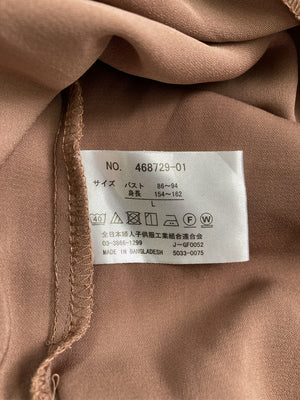 NO. 468729-01
サイズ バスト 86～94
身長 154～162
L
40 F W
全日本婦人子供服工業組合連合会
03-3866-1299 J-GF0052
MADE IN BANGLADESH 5033-0075